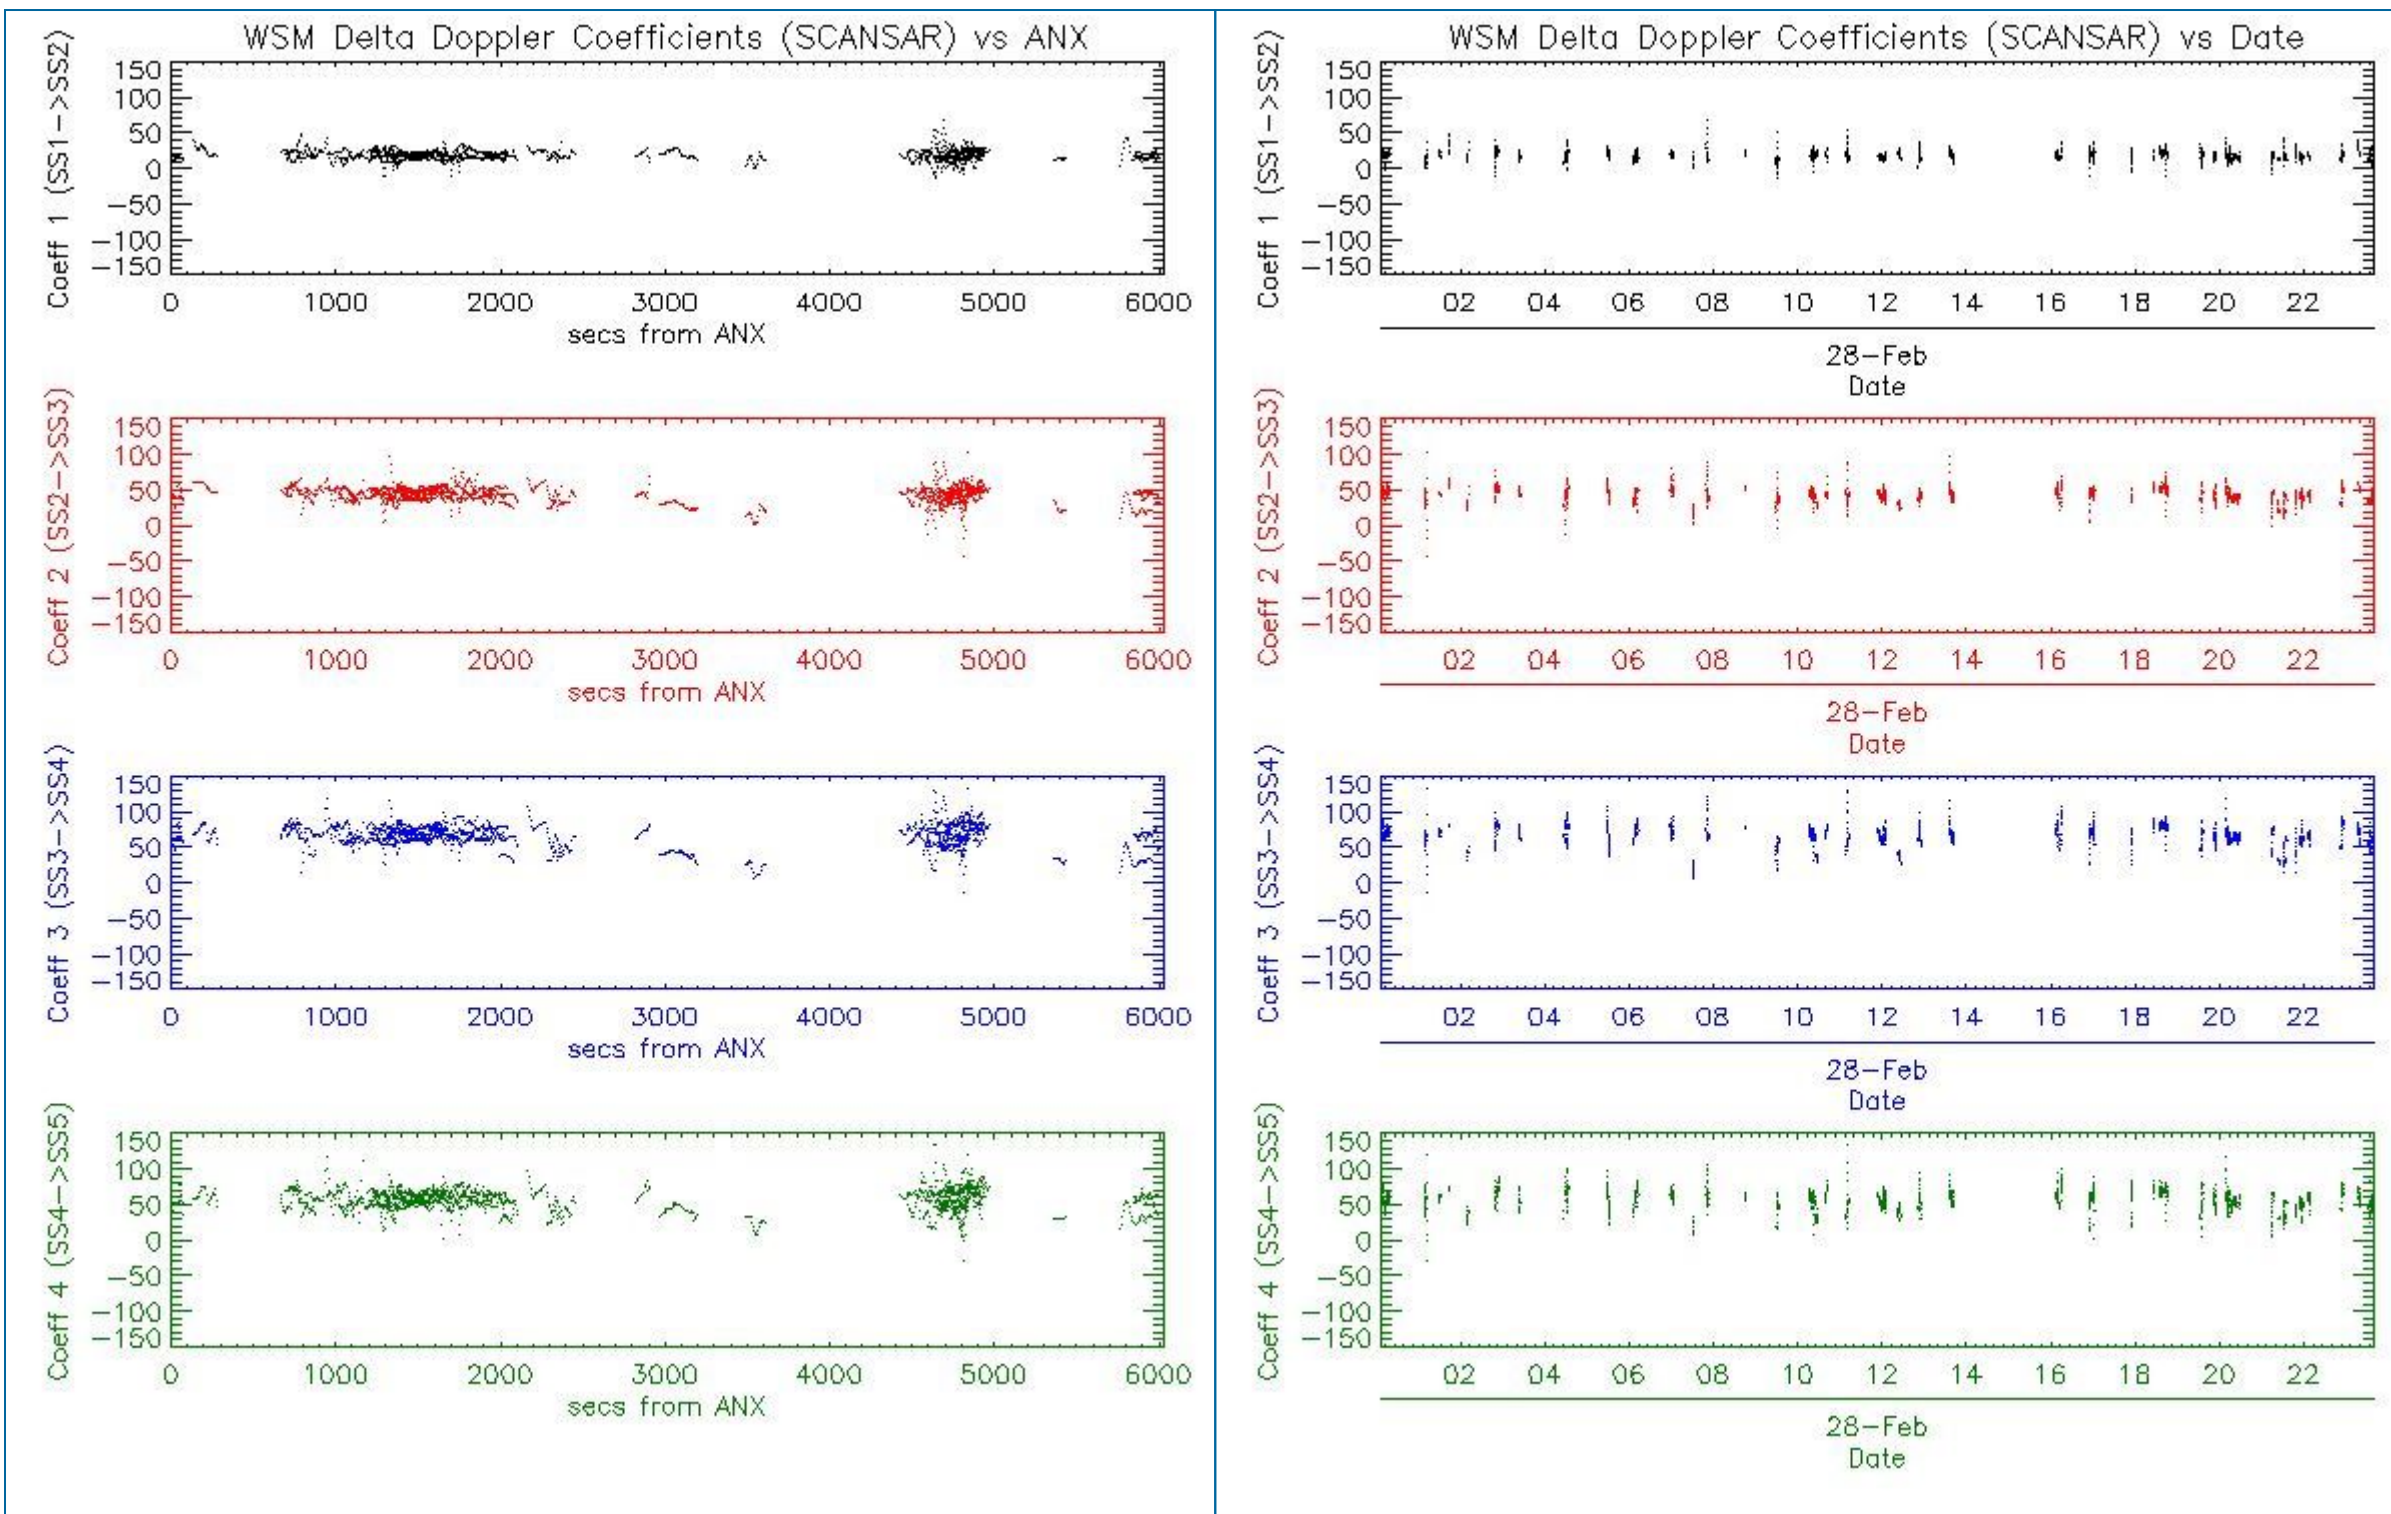 WSM Delta Doppler Coefficients (SCANSAR) vs ANX
Coeff 1 (SS1->SS2)
150
100
50
0
-50
-100
-150
0 1000 2000 3000 4000 5000 6000
secs from ANX
Coeff 2 (SS2->SS3)
150
100
50
0
-50
-100
-150
0 1000 2000 3000 4000 5000 6000
secs from ANX
Coeff 3 (SS3->SS4)
150
100
50
0
-50
-100
-150
0 1000 2000 3000 4000 5000 6000
secs from ANX
Coeff 4 (SS4->SS5)
150
100
50
0
-50
-100
-150
0 1000 2000 3000 4000 5000 6000
secs from ANX
WSM Delta Doppler Coefficients (SCANSAR) vs Date
Coeff 1 (SS1->SS2)
150
100
50
0
-50
-100
-150
02 04 06 08 10 12 14 16 18 20 22
28-Feb
Date
Coeff 2 (SS2->SS3)
150
100
50
0
-50
-100
-150
02 04 06 08 10 12 14 16 18 20 22
28-Feb
Date
Coeff 3 (SS3->SS4)
150
100
50
0
-50
-100
-150
02 04 06 08 10 12 14 16 18 20 22
28-Feb
Date
Coeff 4 (SS4->SS5)
150
100
50
0
-50
-100
-150
02 04 06 08 10 12 14 16 18 20 22
28-Feb
Date